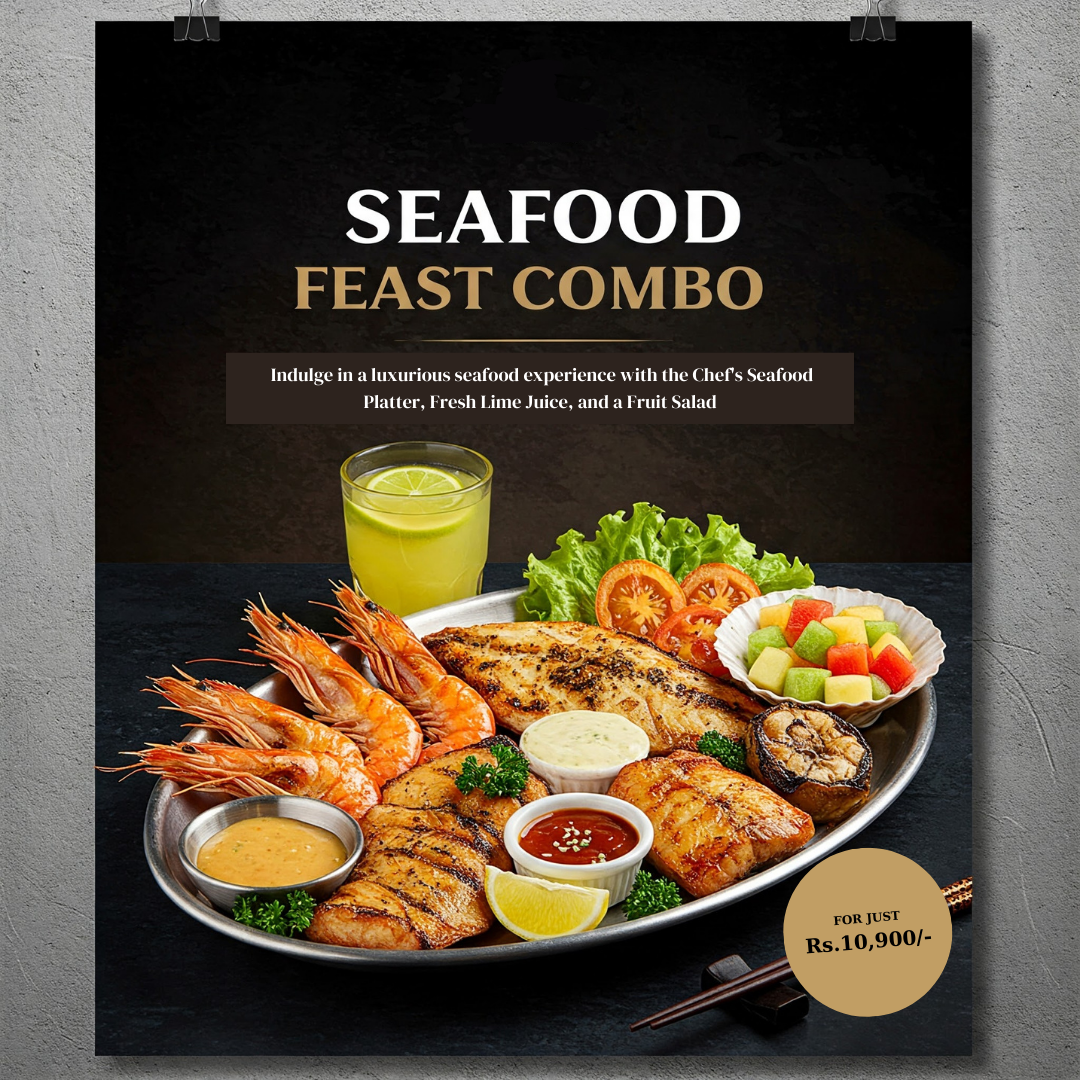 SEAFOOD
FEAST COMBO
Indulge in a luxurious seafood experience with the Chef's Seafood
Platter, Fresh Lime Juice, and a Fruit Salad
FOR JUST
Rs.10,900/-